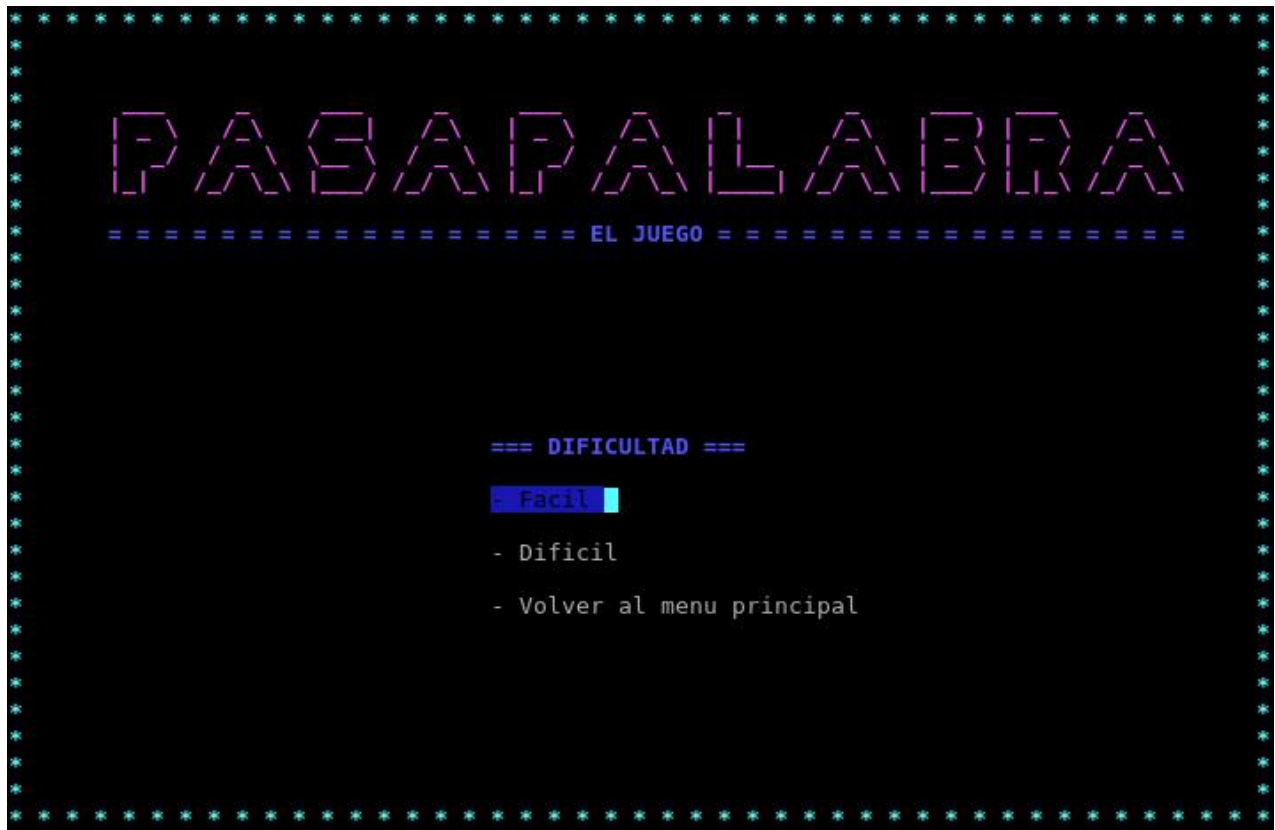 PASAPALABRA
= = = = = = = = = = = = = = = = = EL JUEGO = = = = = = = = = = = = = = = = =
=== DIFICULTAD ===
- Facil
- Dificil
- Volver al menu principal